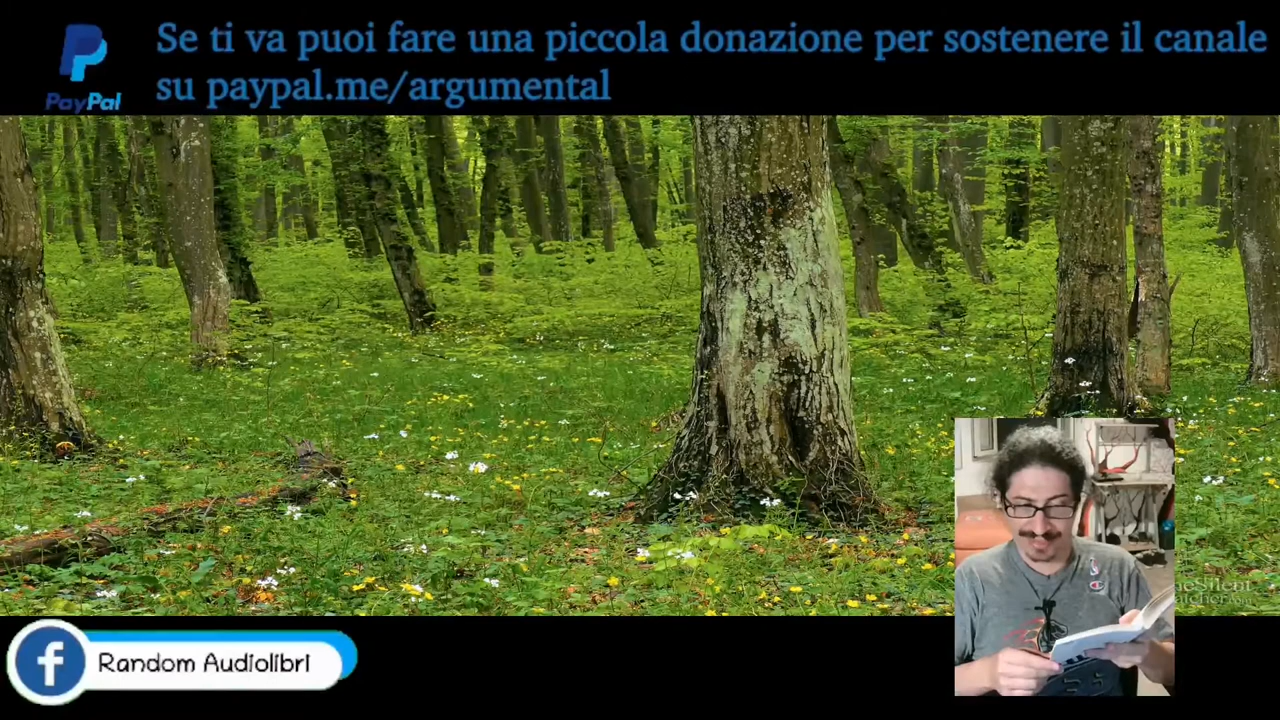 Se ti va puoi fare una piccola donazione per sostenere il canale
su paypal.me/argumental
PayPal
Random Audiolibri